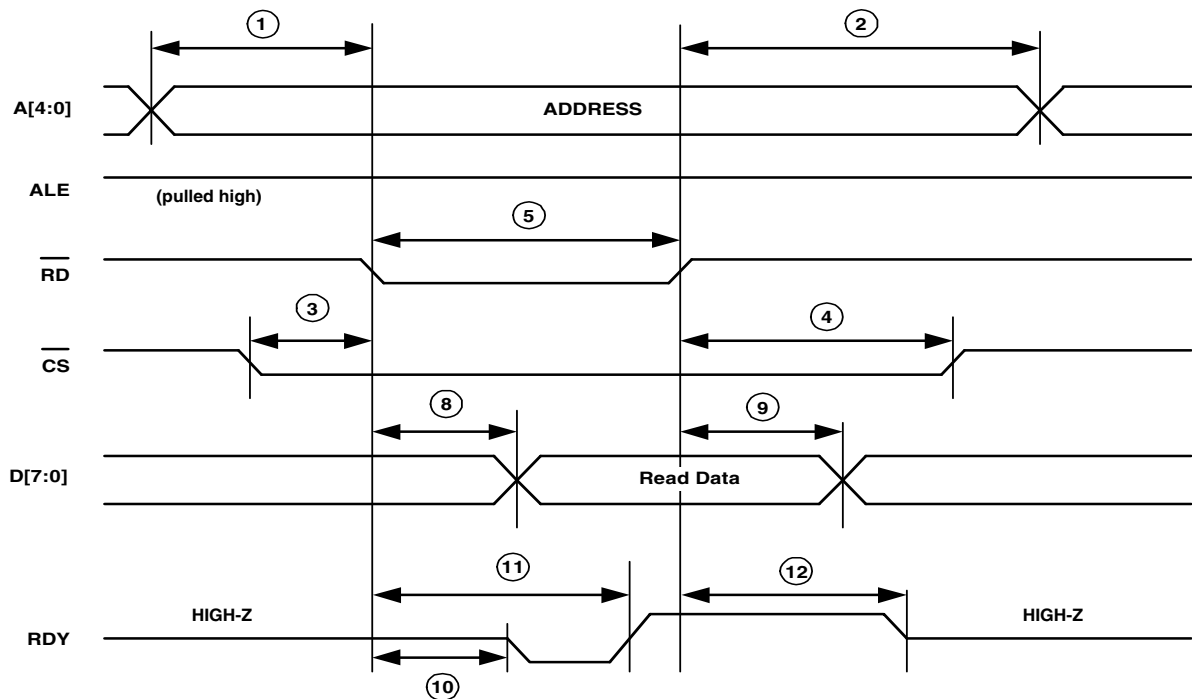 1
2
A[4:0]
ADDRESS
ALE
(pulled high)
5
RD
3
4
CS
8
9
D[7:0]
Read Data
11
12
HIGH-Z
HIGH-Z
RDY
10